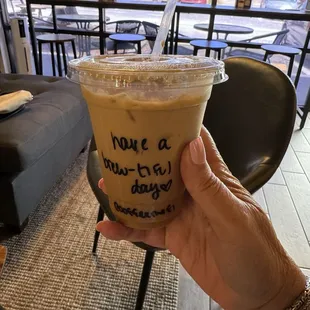 have a
brew-tiful
day ♡